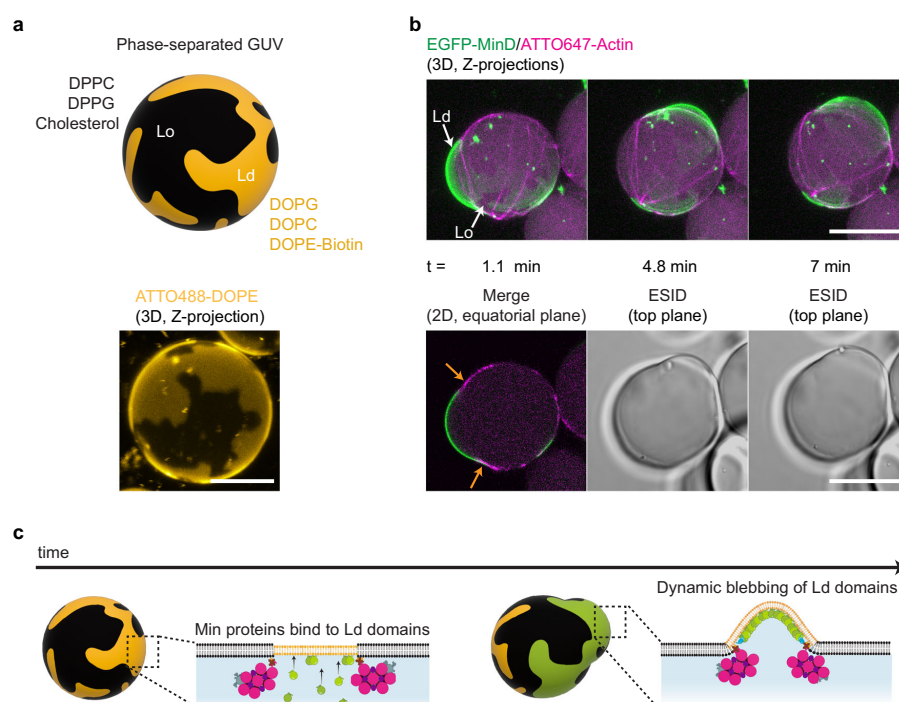 a
Phase-separated GUV
DPPC
DPPG
Cholesterol
Lo
Ld
DOPG
DOPC
DOPE-Biotin
ATTO488-DOPE
(3D, Z-projection)
b
EGFP-MinD/ATTO647-Actin
(3D, Z-projections)
Ld
Lo
t = 1.1 min 4.8 min 7 min
Merge
(2D, equatorial plane)
ESID
(top plane)
ESID
(top plane)
c
time
Min proteins bind to Ld domains
Dynamic blebbing of Ld domains